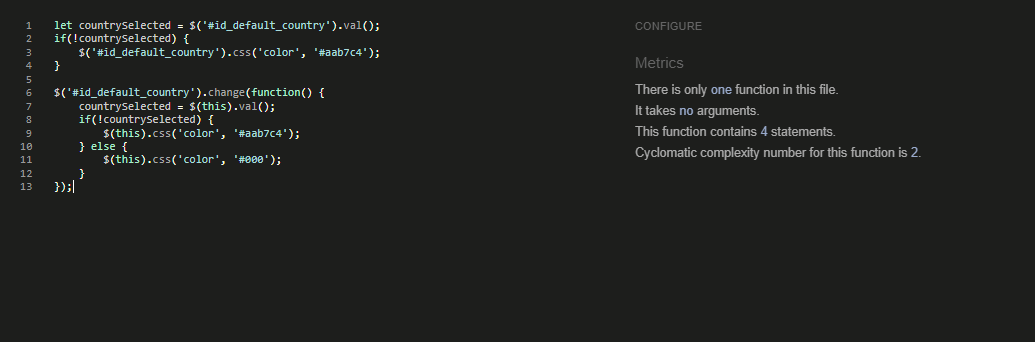 1 let countrySelected = $('#id_default_country').val();
2 if(!countrySelected) {
3 $('#id_default_country').css('color', '#aab7c4');
4 }
5
6 $('#id_default_country').change(function() {
7 countrySelected = $(this).val();
8 if(!countrySelected) {
9 $(this).css('color', '#aab7c4');
10 } else {
11 $(this).css('color', '#000');
12 }
13 });
CONFIGURE
Metrics
There is only one function in this file.
It takes no arguments.
This function contains 4 statements.
Cyclomatic complexity number for this function is 2.